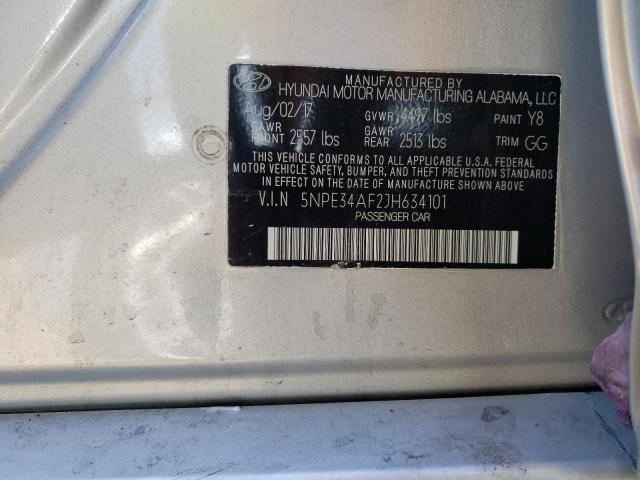 MANUFACTURED BY
HYUNDAI MOTOR MANUFACTURING ALABAMA, LLC
Aug/02/17 GVWR 4497 lbs PAINT Y8
GAWR FRONT 2557 lbs GAWR REAR 2513 lbs TRIM GG
THIS VEHICLE CONFORMS TO ALL APPLICABLE U.S.A. FEDERAL
MOTOR VEHICLE SAFETY, BUMPER, AND THEFT PREVENTION STANDARDS
IN EFFECT ON THE DATE OF MANUFACTURE SHOWN ABOVE.
V.I.N 5NPE34AF2JH634101
PASSENGER CAR